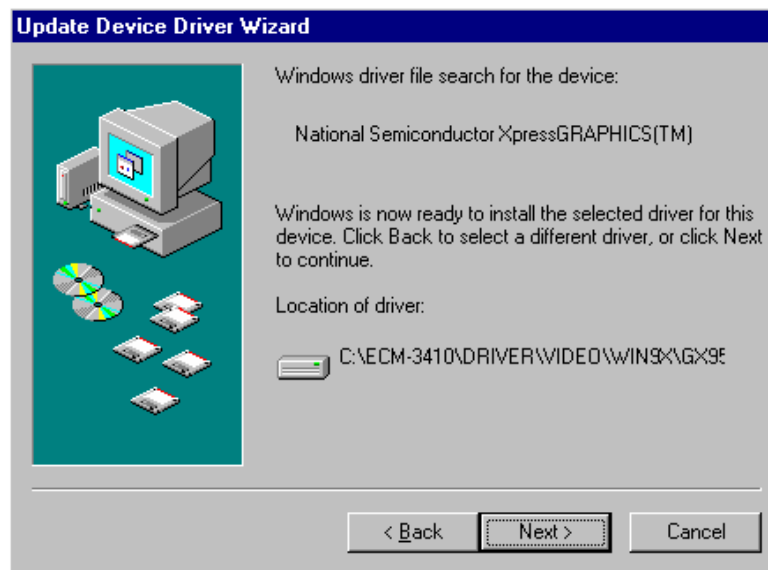 Update Device Driver Wizard
Windows driver file search for the device:
National Semiconductor XpressGRAPHICS(TM)
Windows is now ready to install the selected driver for this
device. Click Back to select a different driver, or click Next
to continue.
Location of driver:
C:\ECM-3410\DRIVER\VIDEO\WIN9X\GX95
< Back
Next >
Cancel